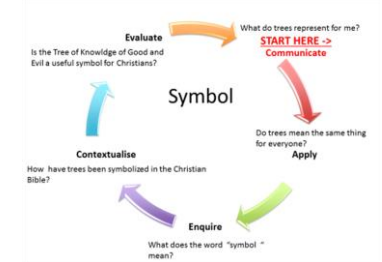 What do trees represent for me?
START HERE ->
Communicate
Do trees mean the same thing
for everyone?
Apply
Enquire
What does the word "symbol "
mean?
Contextualise
How have trees been symbolized in the Christian
Bible?
Evaluate
Is the Tree of Knowldge of Good and
Evil a useful symbol for Christians?
Symbol